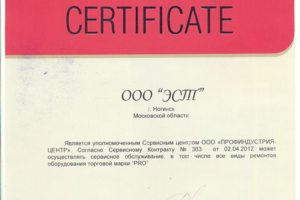 CERTIFICATE
ООО "ЭСТ"
г. Ногинск
Московской области
Является уполномоченным Сервисным центром ООО «ПРОФИНДУСТРИЯ-
ЦЕНТР». Согласно Сервисному Контракту № 383 от 02.04.2012 может
осуществлять сервисное обслуживание, в том числе все виды ремонтов
оборудования торговой марки "PRO"